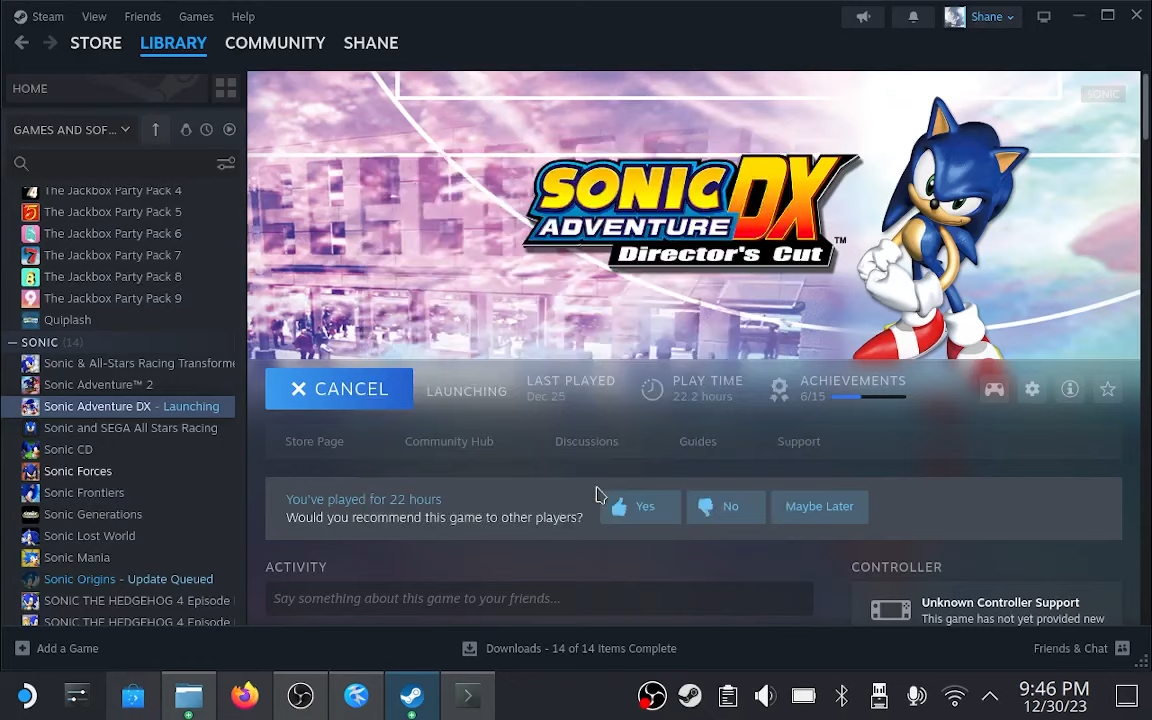 Steam View Friends Games Help Shane
STORE LIBRARY COMMUNITY SHANE
HOME
GAMES AND SOF...
The Jackbox Party Pack 4
The Jackbox Party Pack 5
The Jackbox Party Pack 6
The Jackbox Party Pack 7
The Jackbox Party Pack 8
The Jackbox Party Pack 9
Quiplash
SONIC (14)
Sonic & All-Stars Racing Transforme
Sonic Adventure™ 2
Sonic Adventure DX - Launching
Sonic and SEGA All Stars Racing
Sonic CD
Sonic Forces
Sonic Frontiers
Sonic Generations
Sonic Lost World
Sonic Mania
Sonic Origins - Update Queued
SONIC THE HEDGEHOG 4 Episode
SONIC THE HEDGEHOG 4 Episode
SONIC
SONIC
ADVENTURE DX
Director's Cut ™
CANCEL
LAUNCHING
LAST PLAYED
Dec 25
PLAY TIME
22.2 hours
ACHIEVEMENTS
6/15
Store Page Community Hub Discussions Guides Support
You've played for 22 hours
Would you recommend this game to other players?
Yes No Maybe Later
ACTIVITY
Say something about this game to your friends...
CONTROLLER
Unknown Controller Support
This game has not yet provided new
Add a Game Downloads - 14 of 14 Items Complete Friends & Chat
9:46 PM
12/30/23